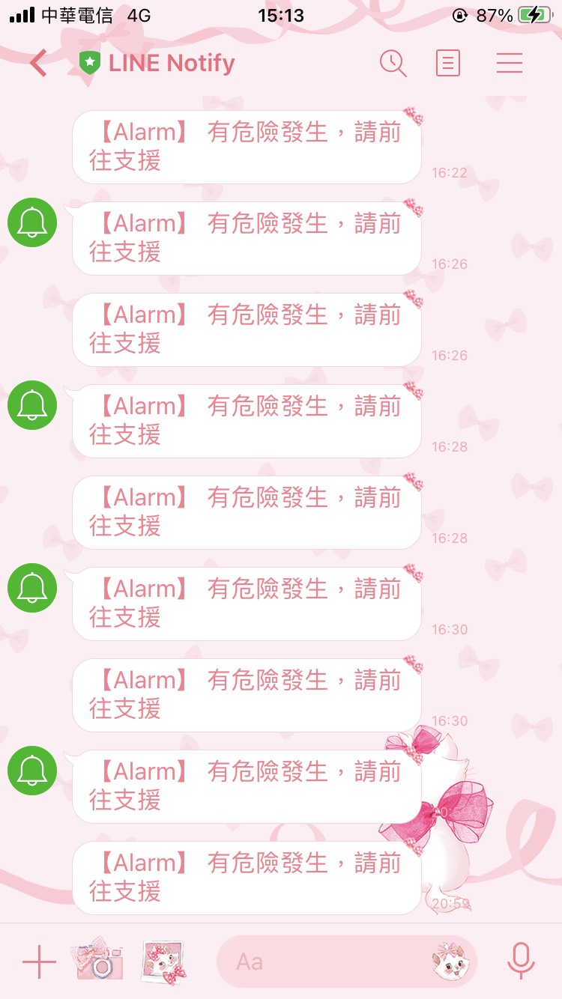 中華電信 4G 15:13 87%
LINE Notify
【Alarm】 有危險發生，請前
往支援
16:22
【Alarm】 有危險發生，請前
往支援
16:26
【Alarm】 有危險發生，請前
往支援
16:26
【Alarm】 有危險發生，請前
往支援
16:28
【Alarm】 有危險發生，請前
往支援
16:28
【Alarm】 有危險發生，請前
往支援
16:30
【Alarm】 有危險發生，請前
往支援
16:30
【Alarm】 有危險發生，請前
往支援
【Alarm】 有危險發生，請前
往支援
20:59
Aa